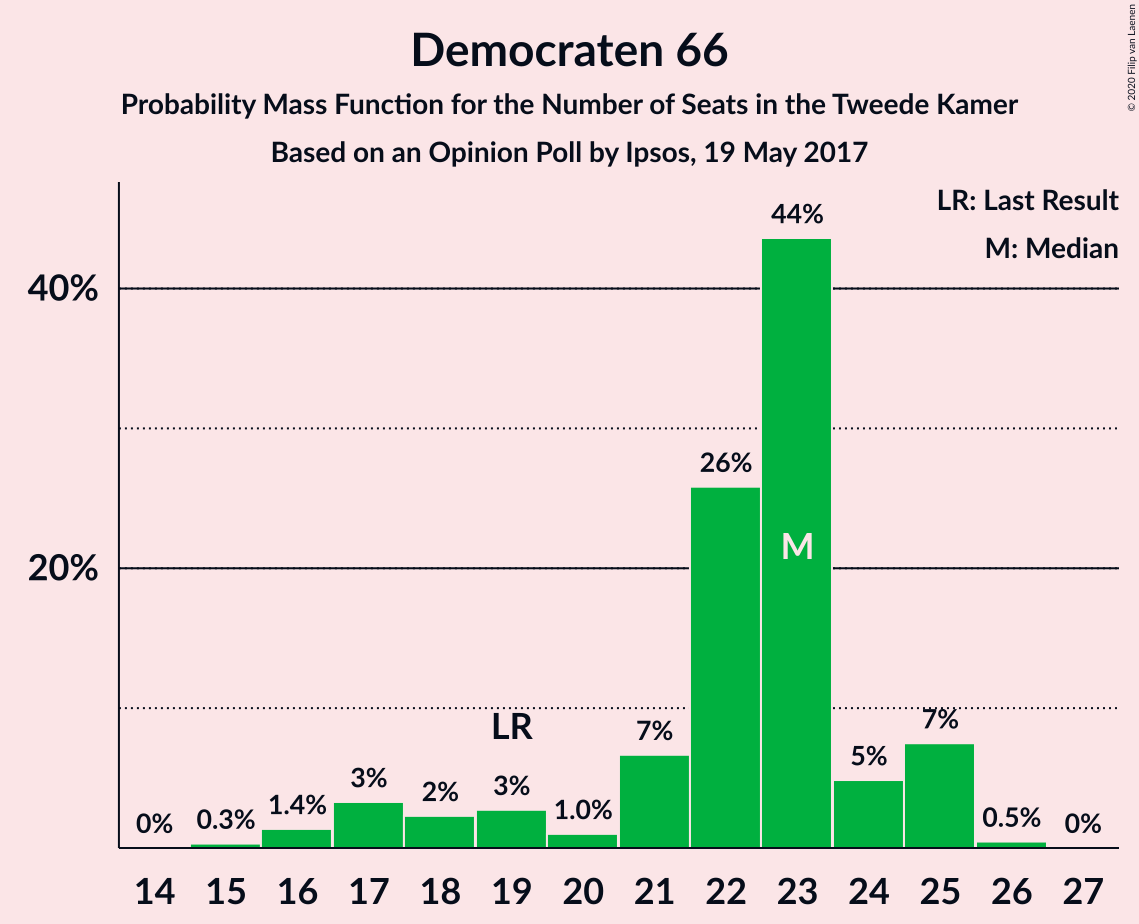 Democraten 66
Probability Mass Function for the Number of Seats in the Tweede Kamer
Based on an Opinion Poll by Ipsos, 19 May 2017
© 2020 Filip van Laenen
LR: Last Result
M: Median
40%
20%
0%
0.3%
1.4%
3%
2%
3%
LR
1.0%
7%
26%
44%
M
5%
7%
0.5%
0%
14 15 16 17 18 19 20 21 22 23 24 25 26 27